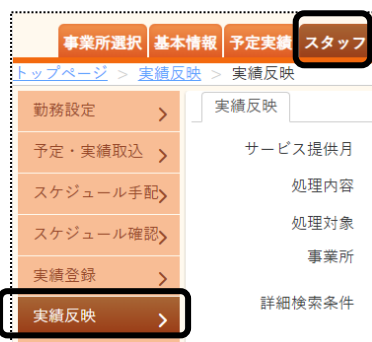 事業所選択 基本情報 予定実績 スタッフ
トップページ > 実績反映 > 実績反映
勤務設定
予定・実績取込
スケジュール手配
スケジュール確認
実績登録
実績反映
実績反映
サービス提供月
処理内容
処理対象
事業所
詳細検索条件